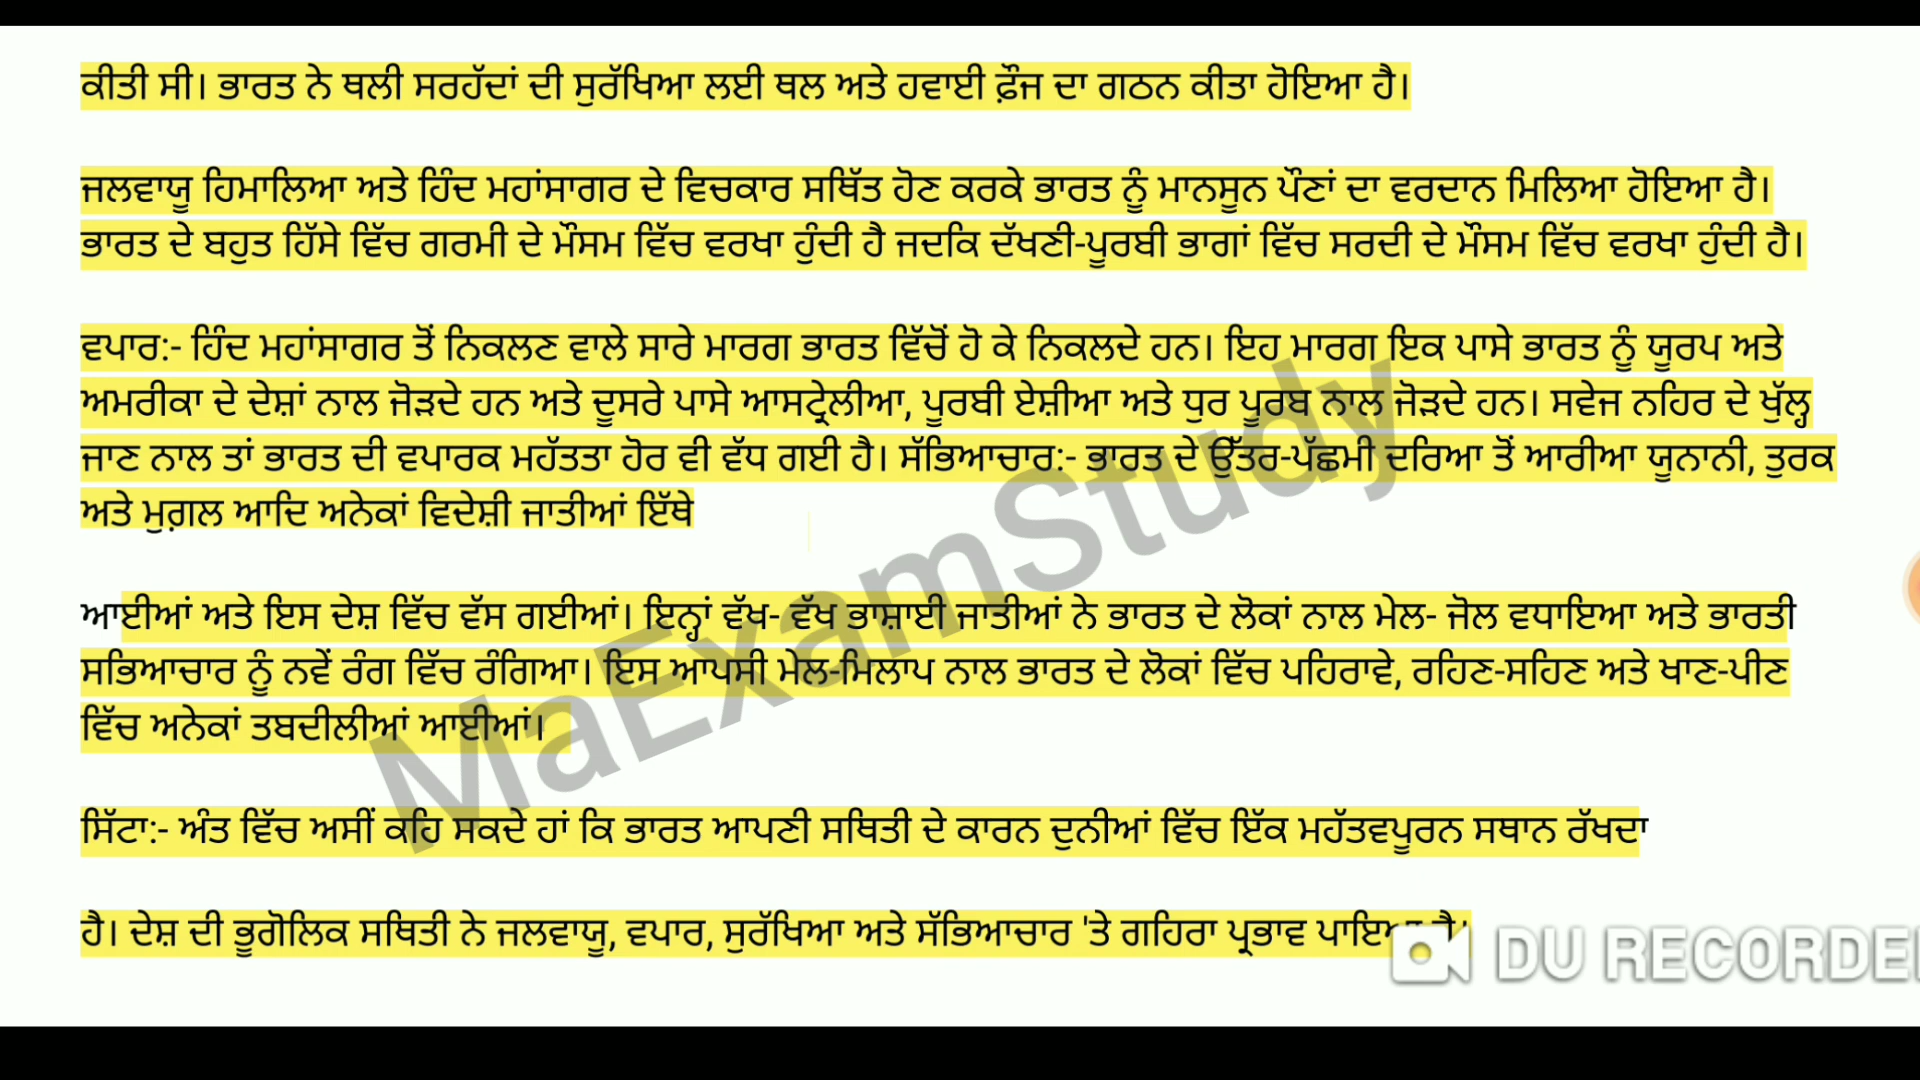 ਕੀਤੀ ਸੀ। ਭਾਰਤ ਨੇ ਥਲੀ ਸਰਹੱਦਾਂ ਦੀ ਸੁਰੱਖਿਆ ਲਈ ਥਲ ਅਤੇ ਹਵਾਈ ਫ਼ੌਜ ਦਾ ਗਠਨ ਕੀਤਾ ਹੋਇਆ ਹੈ।
ਜਲਵਾਯੂ ਹਿਮਾਲਿਆ ਅਤੇ ਹਿੰਦ ਮਹਾਂਸਾਗਰ ਦੇ ਵਿਚਕਾਰ ਸਥਿੱਤ ਹੋਣ ਕਰਕੇ ਭਾਰਤ ਨੂੰ ਮਾਨਸੂਨ ਪੌਣਾਂ ਦਾ ਵਰਦਾਨ ਮਿਲਿਆ ਹੋਇਆ ਹੈ।
ਭਾਰਤ ਦੇ ਬਹੁਤ ਹਿੱਸੇ ਵਿੱਚ ਗਰਮੀ ਦੇ ਮੌਸਮ ਵਿੱਚ ਵਰਖਾ ਹੁੰਦੀ ਹੈ ਜਦਕਿ ਦੱਖਣੀ-ਪੂਰਬੀ ਭਾਗਾਂ ਵਿੱਚ ਸਰਦੀ ਦੇ ਮੌਸਮ ਵਿੱਚ ਵਰਖਾ ਹੁੰਦੀ ਹੈ।
ਵਪਾਰ:- ਹਿੰਦ ਮਹਾਂਸਾਗਰ ਤੋਂ ਨਿਕਲਣ ਵਾਲੇ ਸਾਰੇ ਮਾਰਗ ਭਾਰਤ ਵਿੱਚੋਂ ਹੋ ਕੇ ਨਿਕਲਦੇ ਹਨ। ਇਹ ਮਾਰਗ ਇਕ ਪਾਸੇ ਭਾਰਤ ਨੂੰ ਯੂਰਪ ਅਤੇ
ਅਮਰੀਕਾ ਦੇ ਦੇਸ਼ਾਂ ਨਾਲ ਜੋੜਦੇ ਹਨ ਅਤੇ ਦੂਸਰੇ ਪਾਸੇ ਆਸਟ੍ਰੇਲੀਆ, ਪੂਰਬੀ ਏਸ਼ੀਆ ਅਤੇ ਧੁਰ ਪੂਰਬ ਨਾਲ ਜੋੜਦੇ ਹਨ। ਸਵੇਜ ਨਹਿਰ ਦੇ ਖੁੱਲ੍ਹ
ਜਾਣ ਨਾਲ ਤਾਂ ਭਾਰਤ ਦੀ ਵਪਾਰਕ ਮਹੱਤਤਾ ਹੋਰ ਵੀ ਵੱਧ ਗਈ ਹੈ। ਸੱਭਿਆਚਾਰ:- ਭਾਰਤ ਦੇ ਉੱਤਰ-ਪੱਛਮੀ ਦਰਿਆ ਤੋਂ ਆਰੀਆ ਯੂਨਾਨੀ, ਤੁਰਕ
ਅਤੇ ਮੁਗ਼ਲ ਆਦਿ ਅਨੇਕਾਂ ਵਿਦੇਸ਼ੀ ਜਾਤੀਆਂ ਇੱਥੇ
ਆਈਆਂ ਅਤੇ ਇਸ ਦੇਸ਼ ਵਿੱਚ ਵੱਸ ਗਈਆਂ। ਇਨ੍ਹਾਂ ਵੱਖ- ਵੱਖ ਭਾਸ਼ਾਈ ਜਾਤੀਆਂ ਨੇ ਭਾਰਤ ਦੇ ਲੋਕਾਂ ਨਾਲ ਮੇਲ- ਜੋਲ ਵਧਾਇਆ ਅਤੇ ਭਾਰਤੀ
ਸਭਿਆਚਾਰ ਨੂੰ ਨਵੇਂ ਰੰਗ ਵਿੱਚ ਰੰਗਿਆ। ਇਸ ਆਪਸੀ ਮੇਲ-ਮਿਲਾਪ ਨਾਲ ਭਾਰਤ ਦੇ ਲੋਕਾਂ ਵਿੱਚ ਪਹਿਰਾਵੇ, ਰਹਿਣ-ਸਹਿਣ ਅਤੇ ਖਾਣ-ਪੀਣ
ਵਿੱਚ ਅਨੇਕਾਂ ਤਬਦੀਲੀਆਂ ਆਈਆਂ।
MaExamStudy
ਸਿੱਟਾ:- ਅੰਤ ਵਿੱਚ ਅਸੀਂ ਕਹਿ ਸਕਦੇ ਹਾਂ ਕਿ ਭਾਰਤ ਆਪਣੀ ਸਥਿਤੀ ਦੇ ਕਾਰਨ ਦੁਨੀਆਂ ਵਿੱਚ ਇੱਕ ਮਹੱਤਵਪੂਰਨ ਸਥਾਨ ਰੱਖਦਾ
ਹੈ। ਦੇਸ਼ ਦੀ ਭੂਗੋਲਿਕ ਸਥਿਤੀ ਨੇ ਜਲਵਾਯੂ, ਵਪਾਰ, ਸੁਰੱਖਿਆ ਅਤੇ ਸੱਭਿਆਚਾਰ 'ਤੇ ਗਹਿਰਾ ਪ੍ਰਭਾਵ ਪਾਇਆ ਹੈ।
DU RECORDE